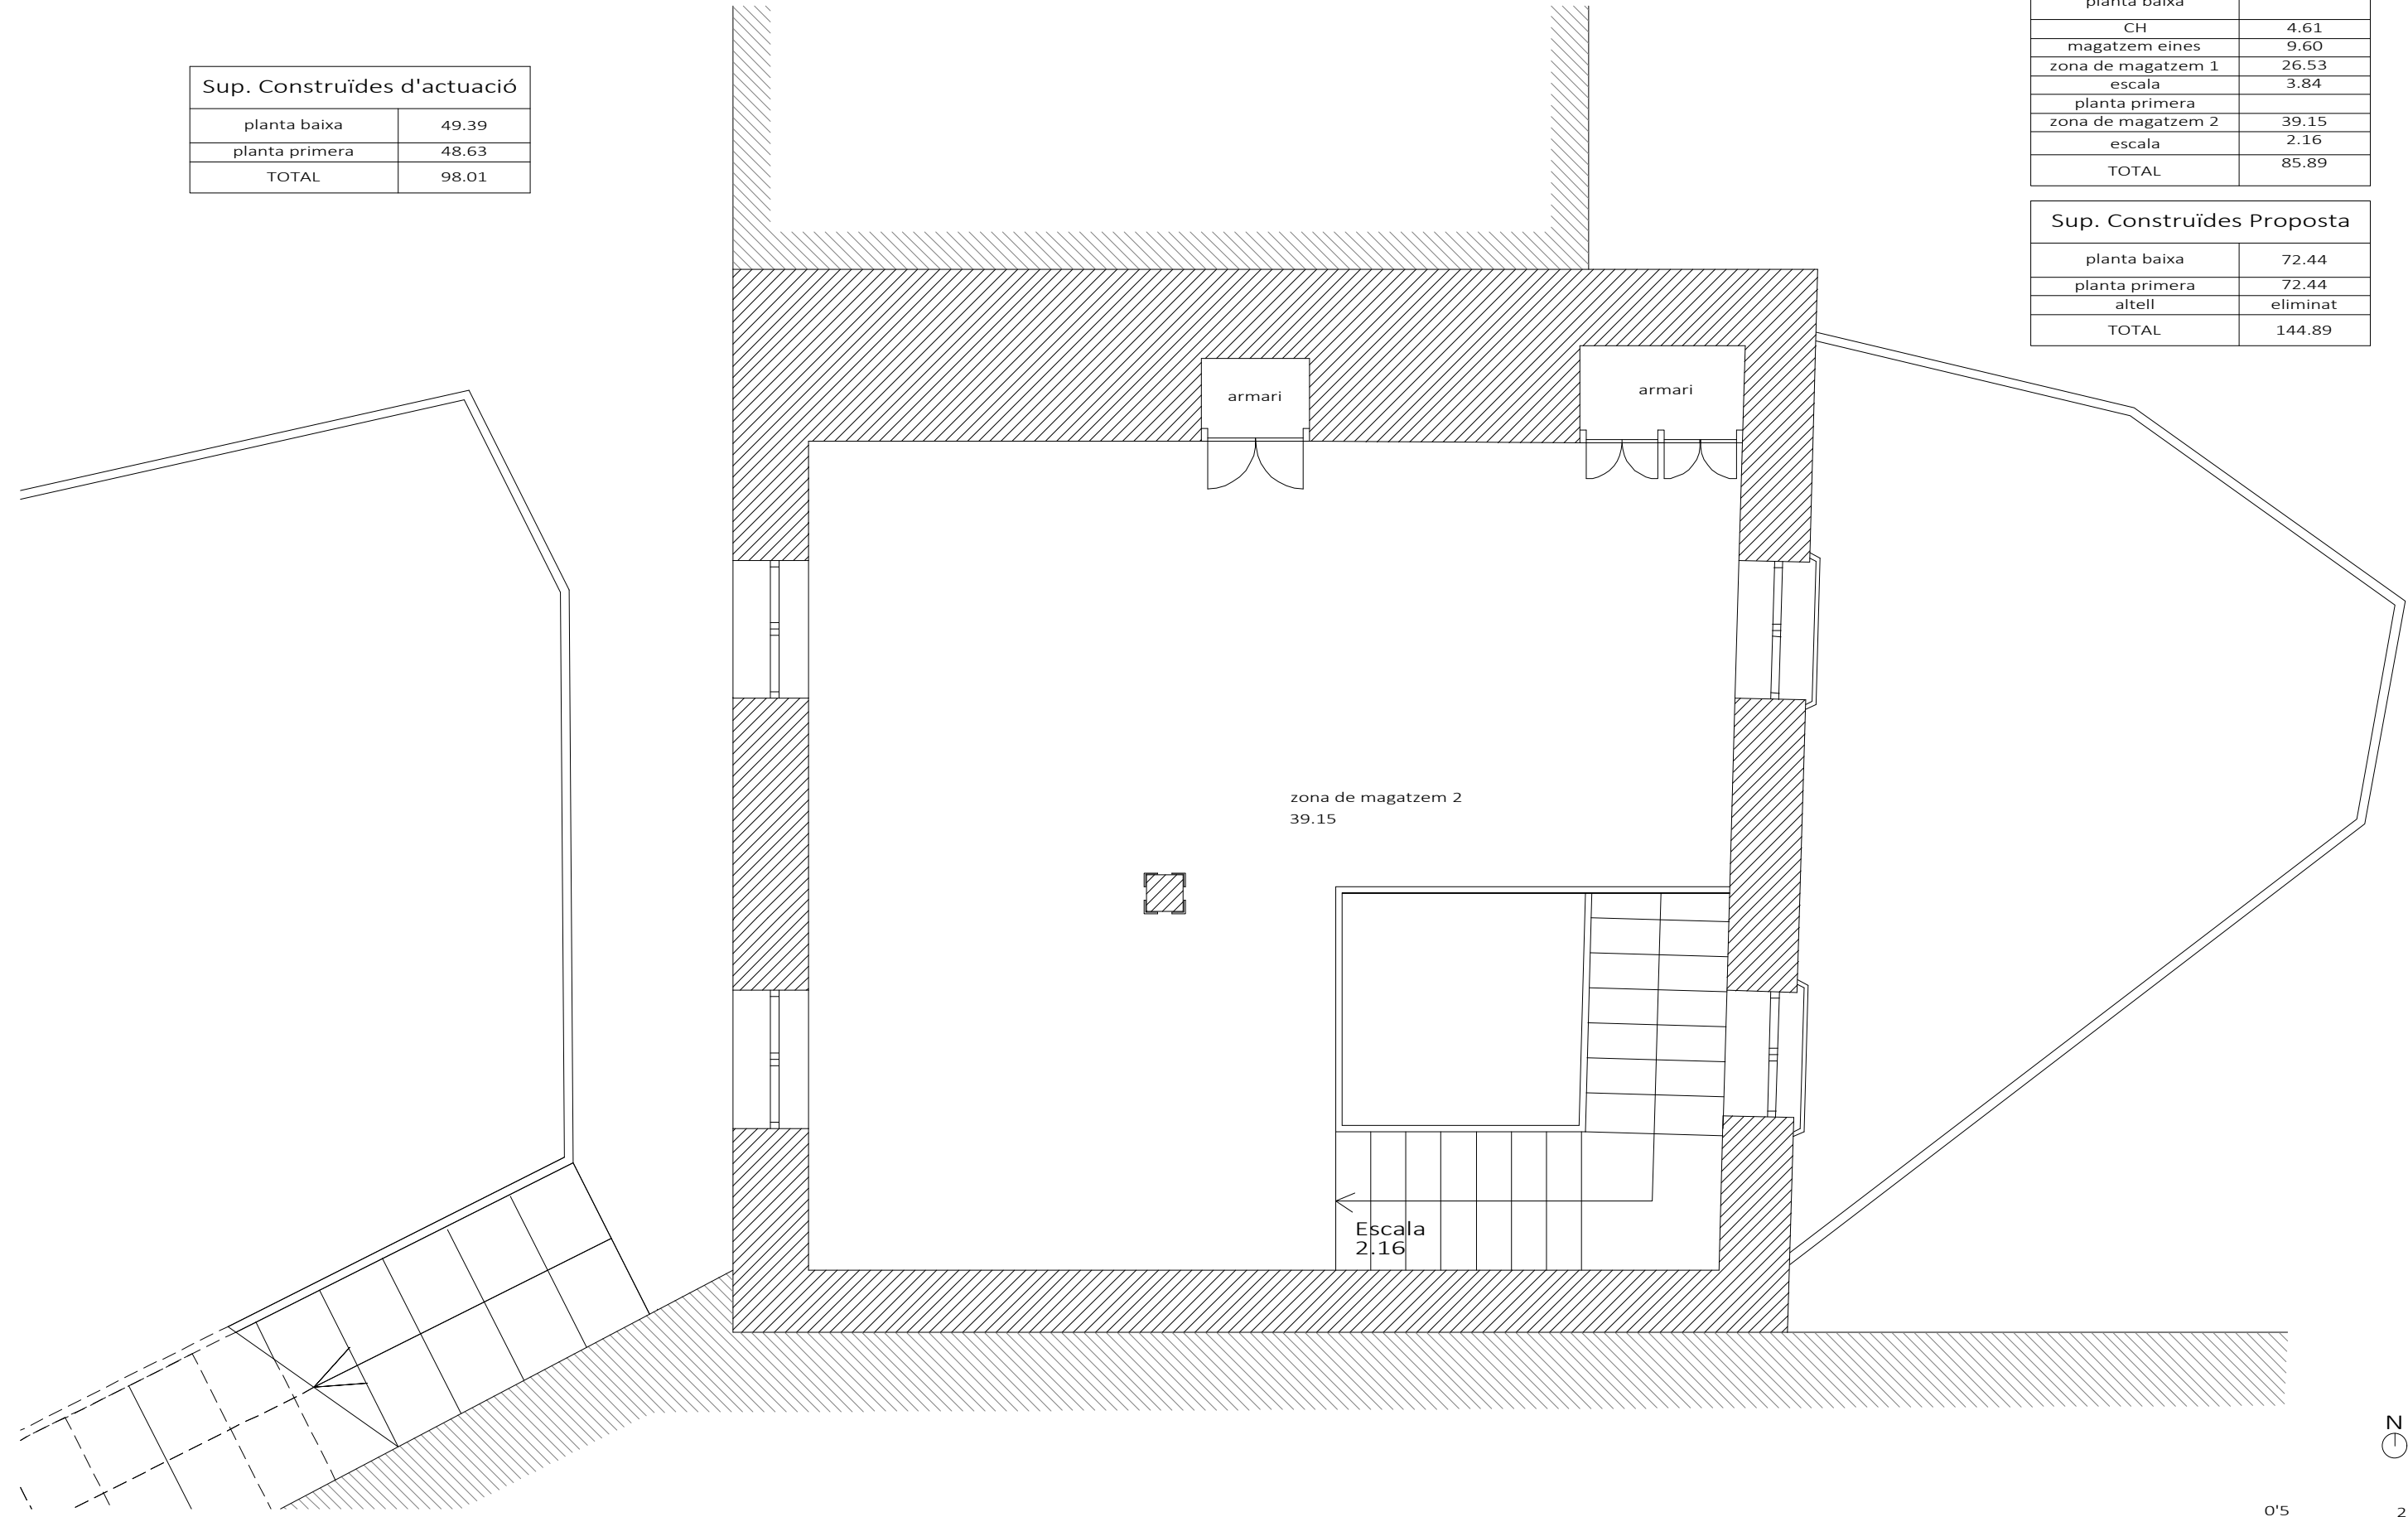 Sup. Construïdes d'actuació
planta baixa 49.39
planta primera 48.63
TOTAL 98.01
planta baixa
CH 4.61
magatzem eines 9.60
zona de magatzem 1 26.53
escala 3.84
planta primera
zona de magatzem 2 39.15
escala 2.16
TOTAL 85.89
Sup. Construïdes Proposta
planta baixa 72.44
planta primera 72.44
altell eliminat
TOTAL 144.89
armari
armari
zona de magatzem 2
39.15
Escala
2.16
N
0'5 2